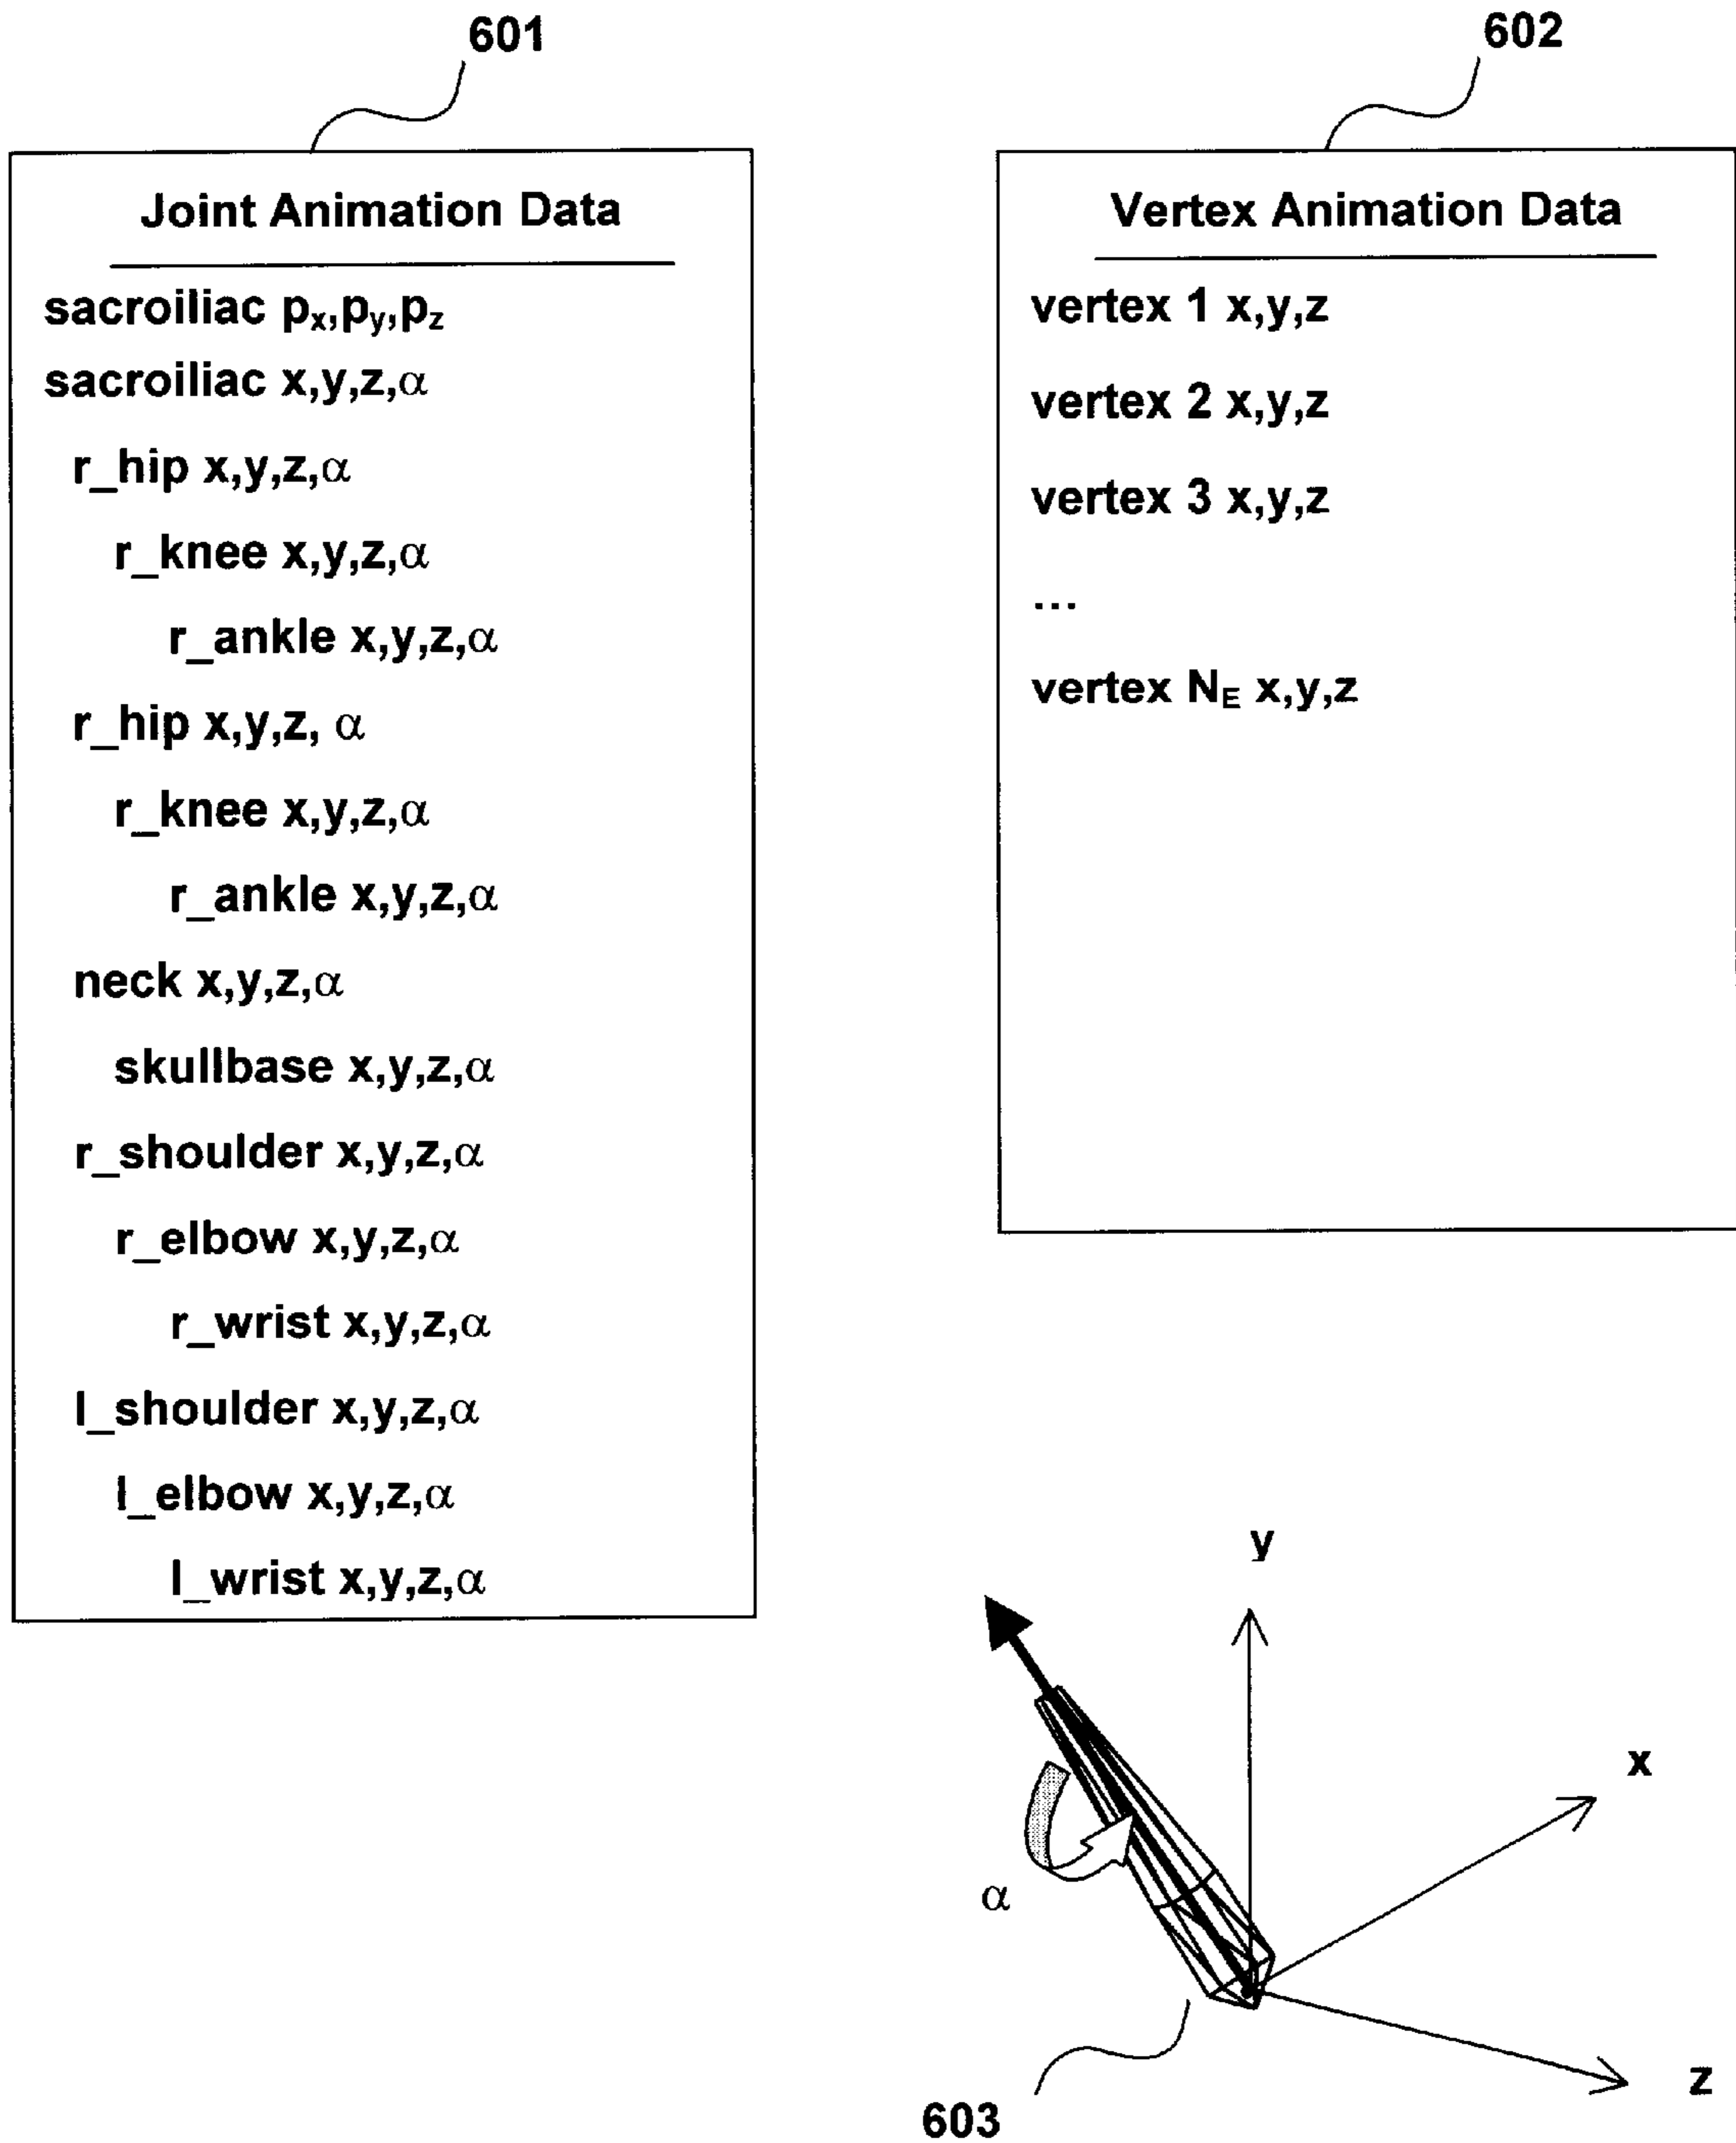 601
Joint Animation Data
sacroiliac px,py,pz
sacroiliac x,y,z,α
r_hip x,y,z,α
r_knee x,y,z,α
r_ankle x,y,z,α
r_hip x,y,z, α
r_knee x,y,z,α
r_ankle x,y,z,α
neck x,y,z,α
skullbase x,y,z,α
r_shoulder x,y,z,α
r_elbow x,y,z,α
r_wrist x,y,z,α
l_shoulder x,y,z,α
l_elbow x,y,z,α
l_wrist x,y,z,α
602
Vertex Animation Data
vertex 1 x,y,z
vertex 2 x,y,z
vertex 3 x,y,z
...
vertex NE x,y,z
y
x
α
z
603